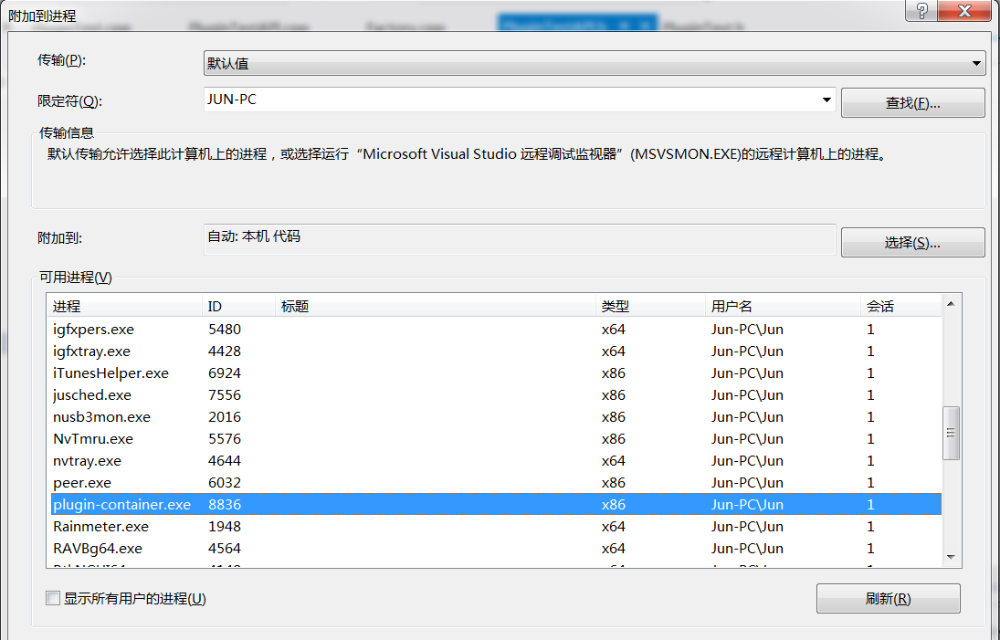 附加到进程
传输(P):
默认值
限定符(Q):
JUN-PC
查找(F)...
传输信息
默认传输允许选择此计算机上的进程，或选择运行“Microsoft Visual Studio 远程调试监视器”(MSVSMON.EXE)的远程计算机上的进程。
附加到:
自动: 本机 代码
选择(S)...
可用进程(V)
进程 ID 标题 类型 用户名 会话
igfxpers.exe 5480 x64 Jun-PC\Jun 1
igfxtray.exe 4428 x64 Jun-PC\Jun 1
iTunesHelper.exe 6924 x86 Jun-PC\Jun 1
jusched.exe 7556 x86 Jun-PC\Jun 1
nusb3mon.exe 2016 x86 Jun-PC\Jun 1
NvTmru.exe 5576 x86 Jun-PC\Jun 1
nvtray.exe 4644 x64 Jun-PC\Jun 1
peer.exe 6032 x86 Jun-PC\Jun 1
plugin-container.exe 8836 x86 Jun-PC\Jun 1
Rainmeter.exe 1948 x64 Jun-PC\Jun 1
RAVBg64.exe 4564 x64 Jun-PC\Jun 1
显示所有用户的进程(U)
刷新(R)